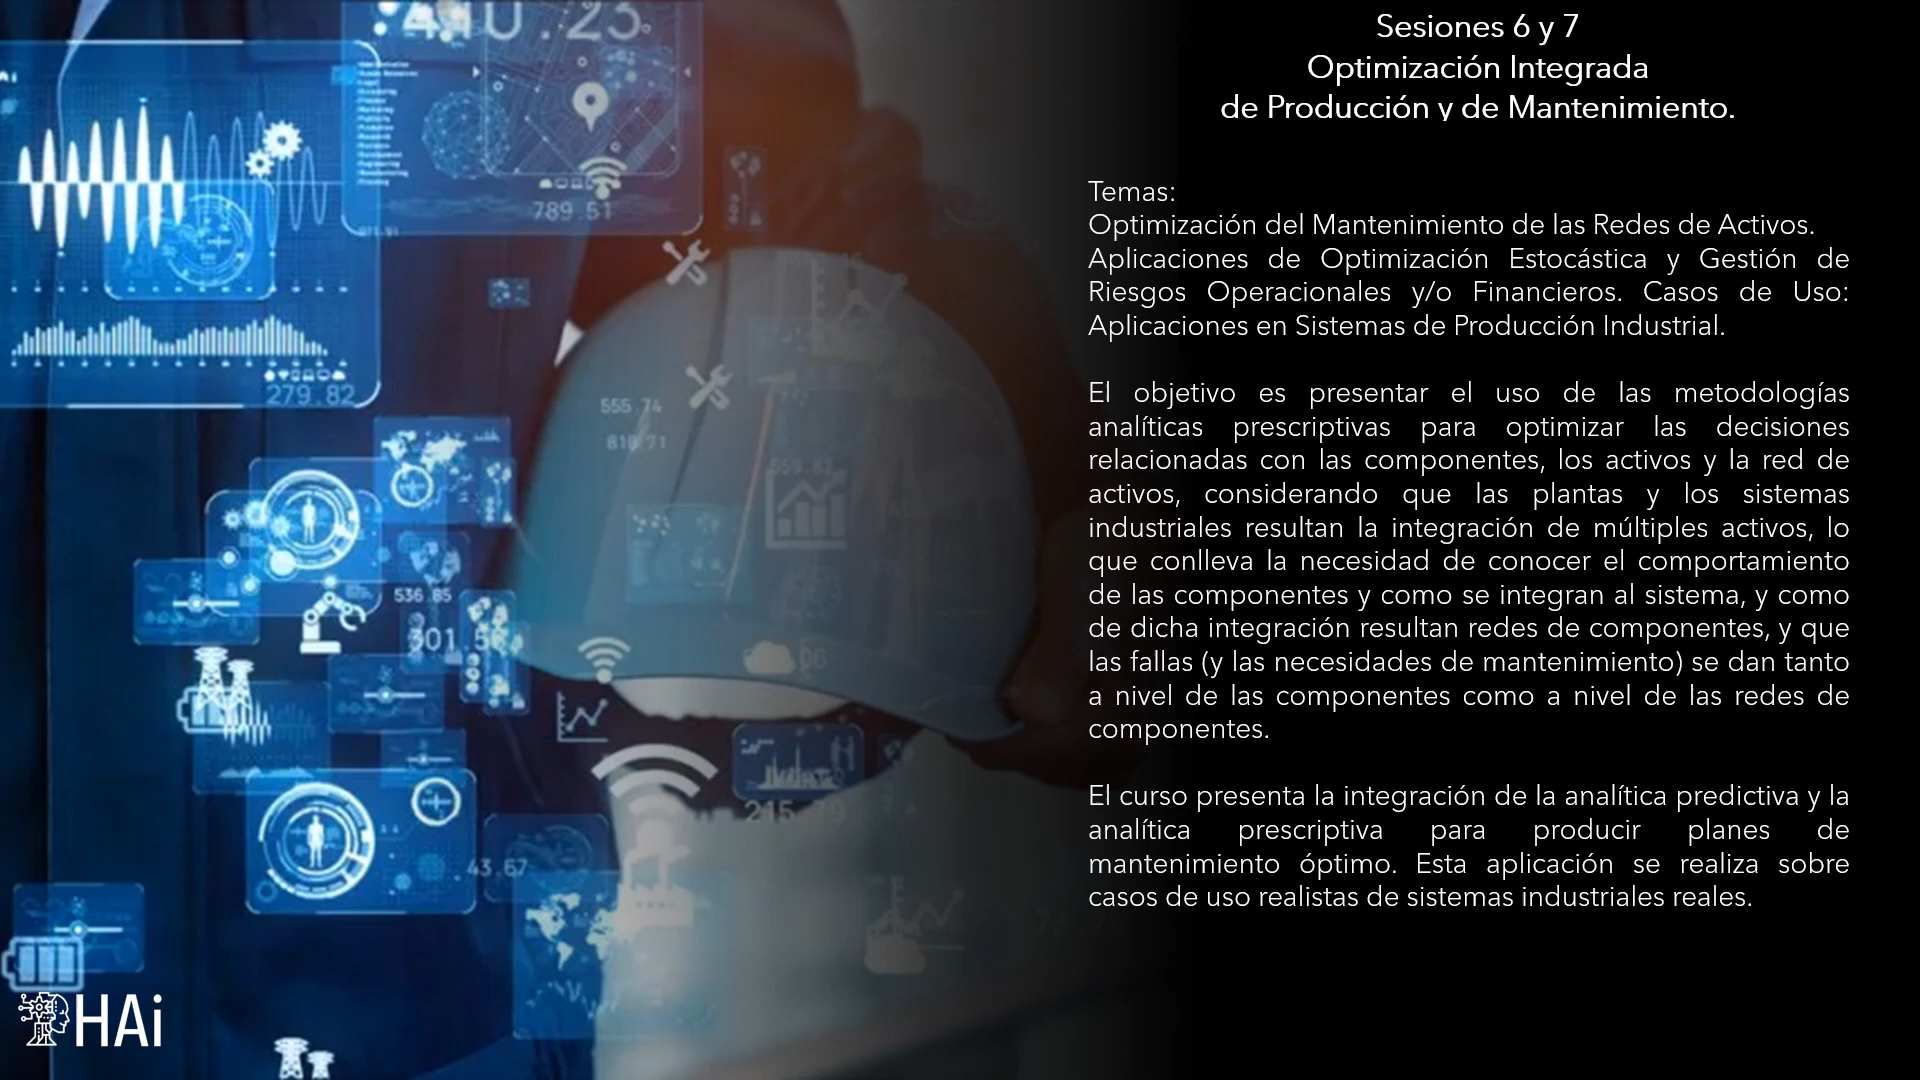 Sesiones 6 y 7
Optimización Integrada
de Producción y de Mantenimiento.
Temas:
Optimización del Mantenimiento de las Redes de Activos.
Aplicaciones de Optimización Estocástica y Gestión de
Riesgos Operacionales y/o Financieros. Casos de Uso:
Aplicaciones en Sistemas de Producción Industrial.
El objetivo es presentar el uso de las metodologías
analíticas prescriptivas para optimizar las decisiones
relacionadas con las componentes, los activos y la red de
activos, considerando que las plantas y los sistemas
industriales resultan la integración de múltiples activos, lo
que conlleva la necesidad de conocer el comportamiento
de las componentes y como se integran al sistema, y como
de dicha integración resultan redes de componentes, y que
las fallas (y las necesidades de mantenimiento) se dan tanto
a nivel de las componentes como a nivel de las redes de
componentes.
El curso presenta la integración de la analítica predictiva y la
analítica prescriptiva para producir planes de
mantenimiento óptimo. Esta aplicación se realiza sobre
casos de uso realistas de sistemas industriales reales.
789.51
279.82
555.74
818.71
559.83
536.85
215.79
43.67
HAi